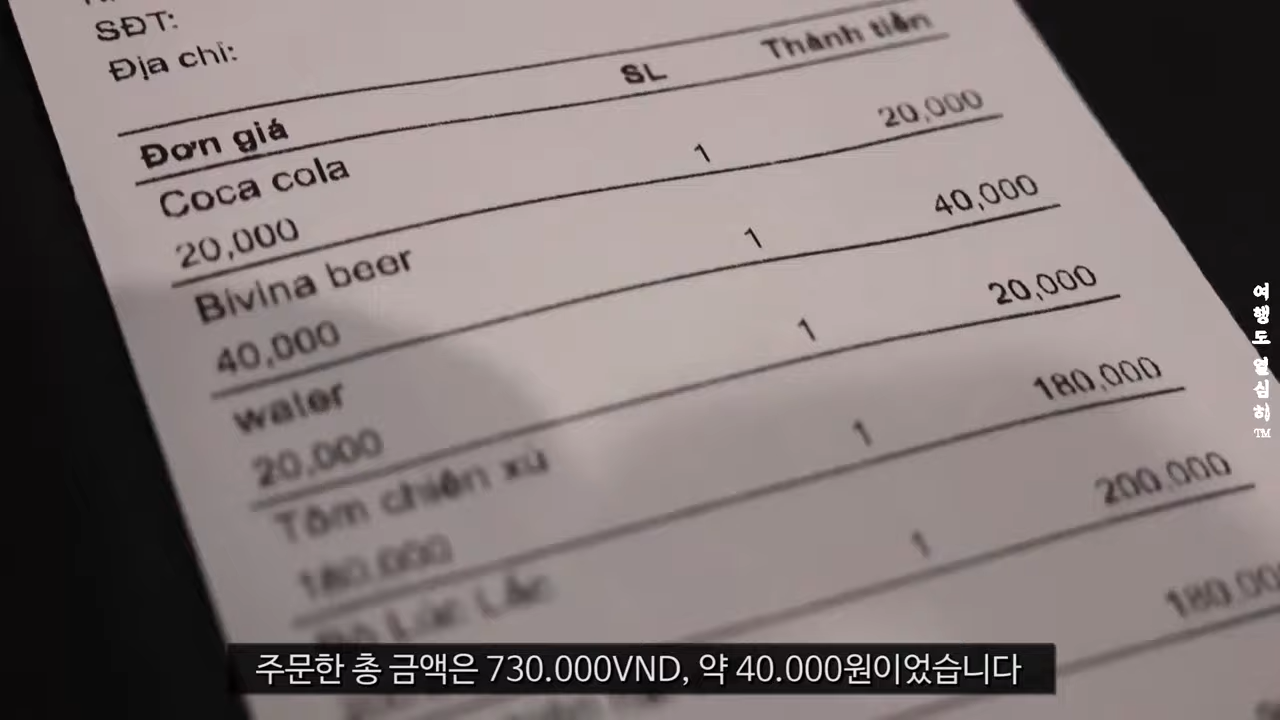 SĐT:
Địa chỉ:
SL Thành tiền
Đơn giá
Coca cola
1 20,000
20,000
Bivina beer
1 40,000
40,000
water
1 20,000
20,000
Tôm chiên xù
1 180,000
180,000
Bò Lúc Lắc
1 200,000
주문한 총 금액은 730.000VND, 약 40.000원이었습니다
여행도 열심히™